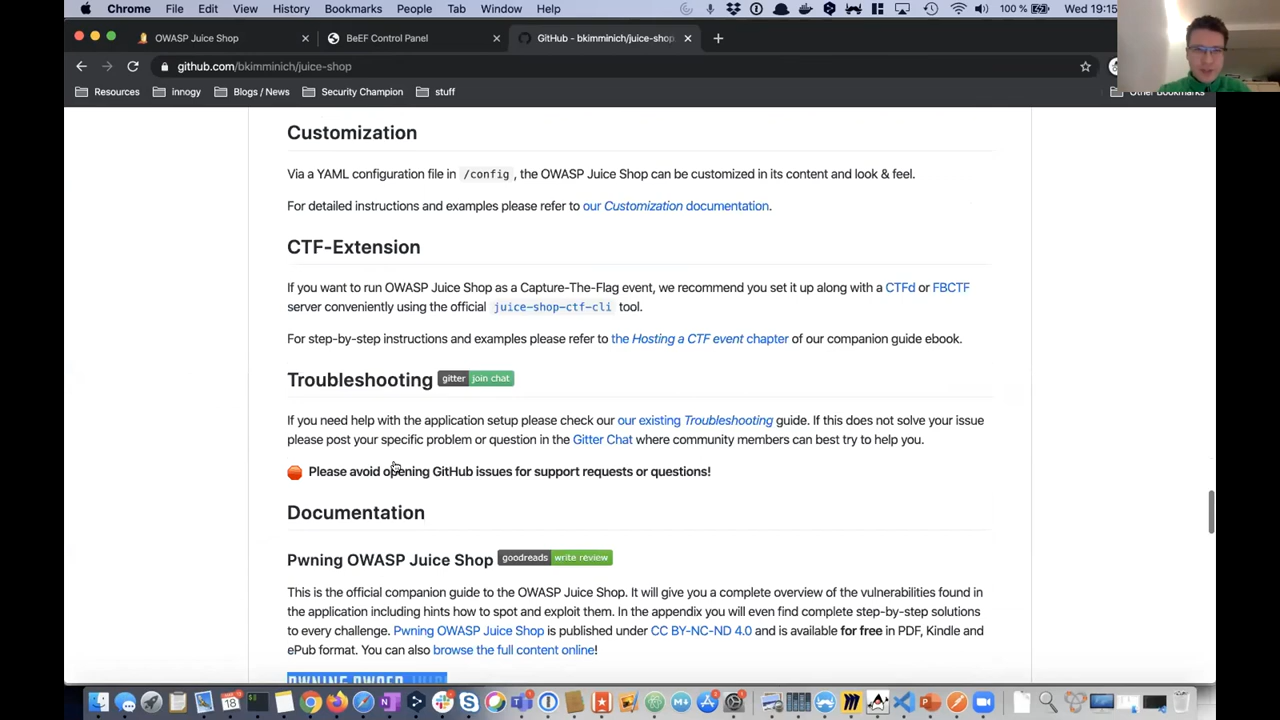 Chrome File Edit View History Bookmarks People Tab Window Help 100 % Wed 19:15
OWASP Juice Shop BeEF Control Panel GitHub - bkimminich/juice-shop
github.com/bkimminich/juice-shop
Resources innogy Blogs / News Security Champion stuff Other Bookmarks
Customization
Via a YAML configuration file in /config, the OWASP Juice Shop can be customized in its content and look & feel.
For detailed instructions and examples please refer to our Customization documentation.
CTF-Extension
If you want to run OWASP Juice Shop as a Capture-The-Flag event, we recommend you set it up along with a CTFd or FBCTF
server conveniently using the official juice-shop-ctf-cli tool.
For step-by-step instructions and examples please refer to the Hosting a CTF event chapter of our companion guide ebook.
Troubleshooting gitter join chat
If you need help with the application setup please check our our existing Troubleshooting guide. If this does not solve your issue
please post your specific problem or question in the Gitter Chat where community members can best try to help you.
Please avoid opening GitHub issues for support requests or questions!
Documentation
Pwning OWASP Juice Shop goodreads write review
This is the official companion guide to the OWASP Juice Shop. It will give you a complete overview of the vulnerabilities found in
the application including hints how to spot and exploit them. In the appendix you will even find complete step-by-step solutions
to every challenge. Pwning OWASP Juice Shop is published under CC BY-NC-ND 4.0 and is available for free in PDF, Kindle and
ePub format. You can also browse the full content online!
PWNING OWASP JUICE
18